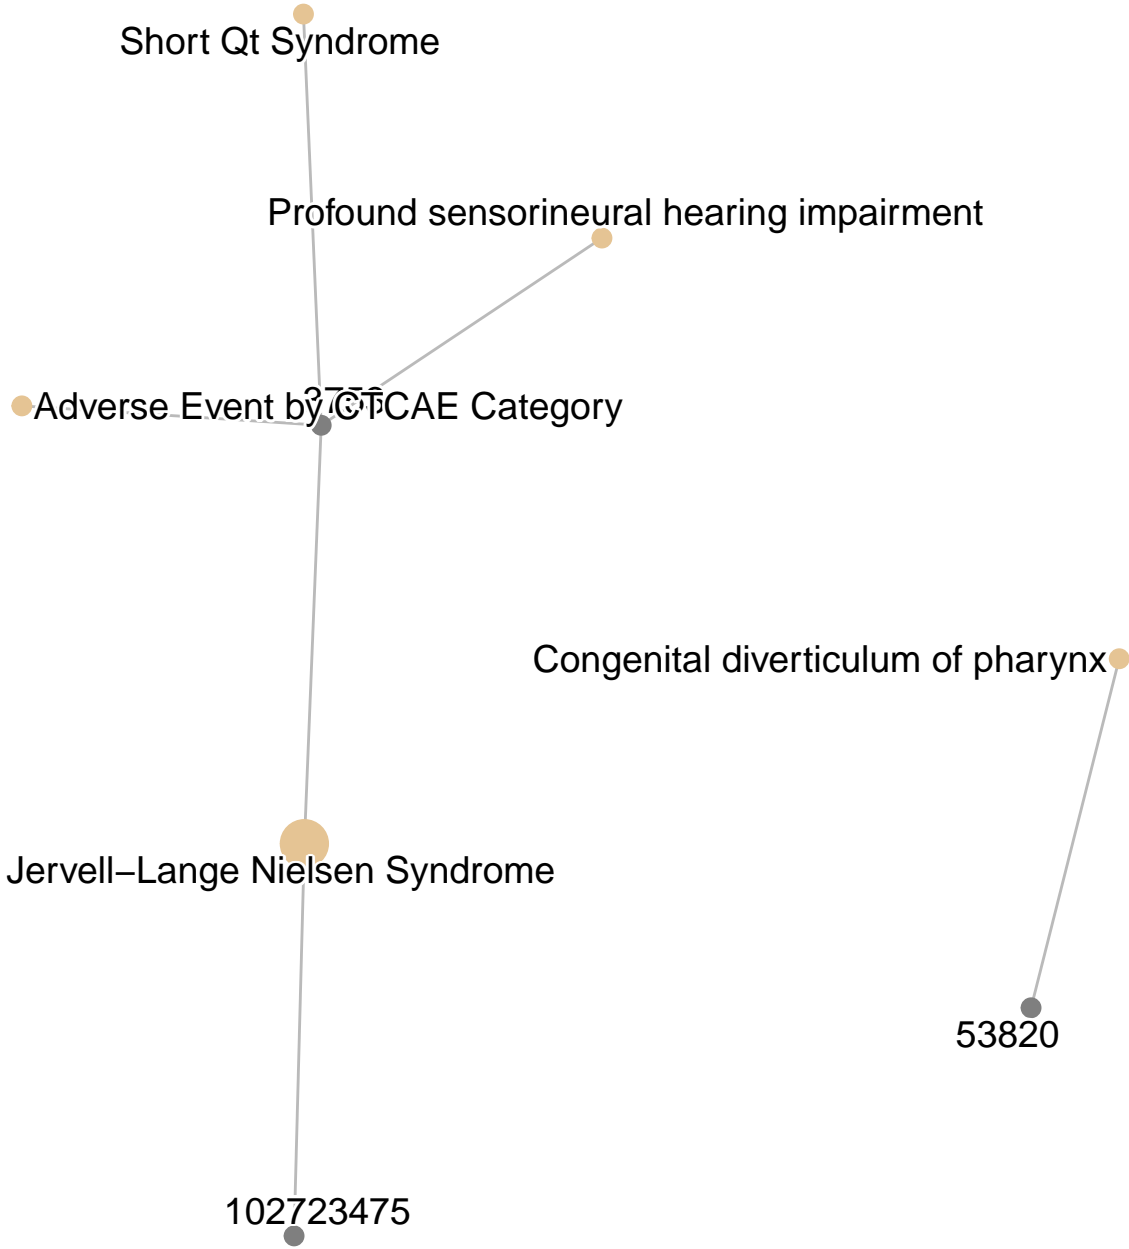 Short Qt Syndrome
Profound sensorineural hearing impairment
Adverse Event by CTCAE Category
Congenital diverticulum of pharynx
Jervell−Lange Nielsen Syndrome
53820
102723475